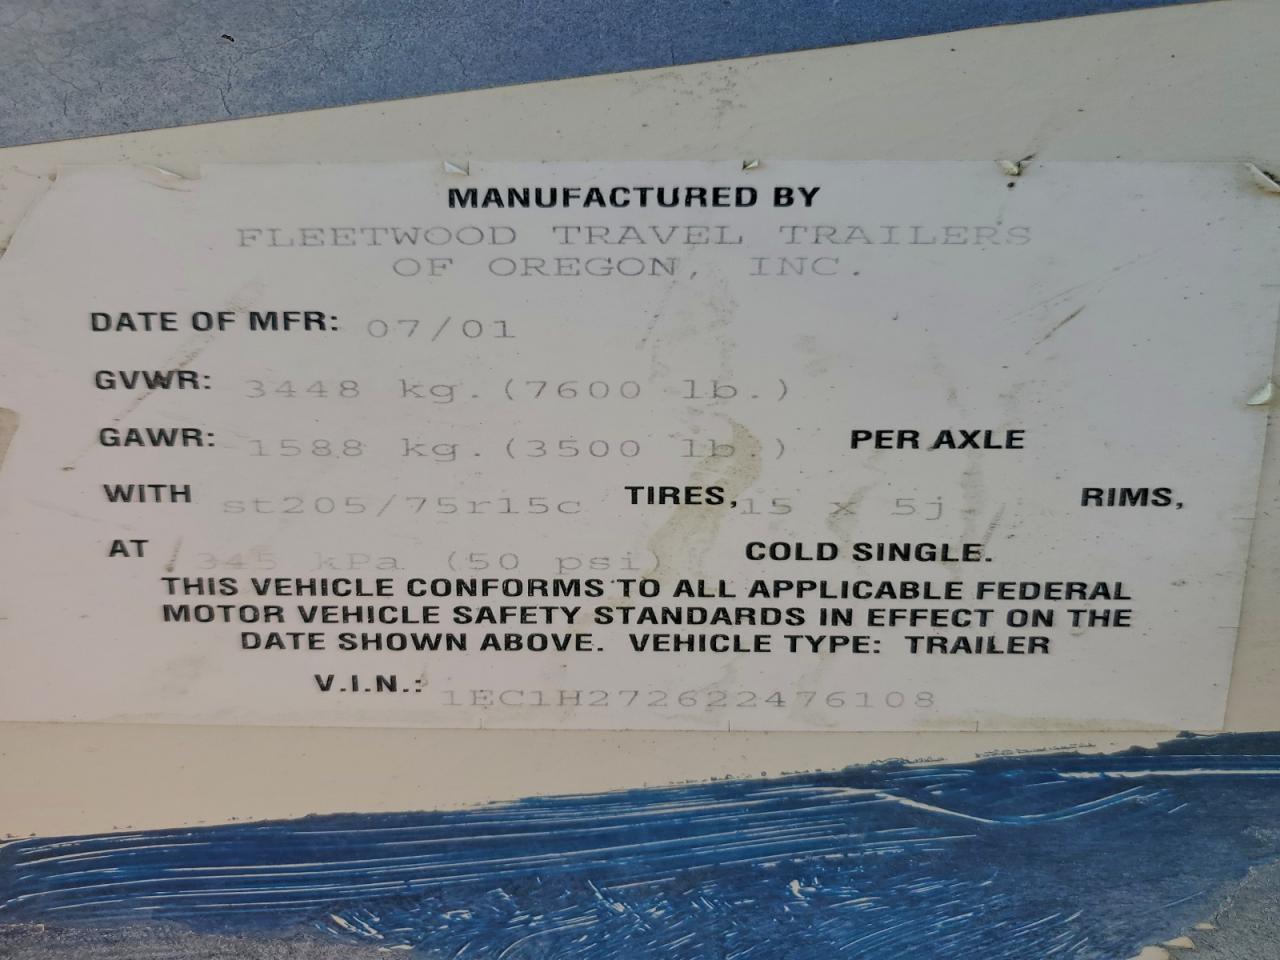 MANUFACTURED BY
FLEETWOOD TRAVEL TRAILERS
OF OREGON, INC.
DATE OF MFR: 07/01
GVWR: 3448 kg.(7600 lb.)
GAWR: 1588 kg.(3500 lb.) PER AXLE
WITH st205/75r15c TIRES, 15 x 5j RIMS,
AT 345 kPa (50 psi) COLD SINGLE.
THIS VEHICLE CONFORMS TO ALL APPLICABLE FEDERAL
MOTOR VEHICLE SAFETY STANDARDS IN EFFECT ON THE
DATE SHOWN ABOVE. VEHICLE TYPE: TRAILER
V.I.N.: 1EC1H272622476108